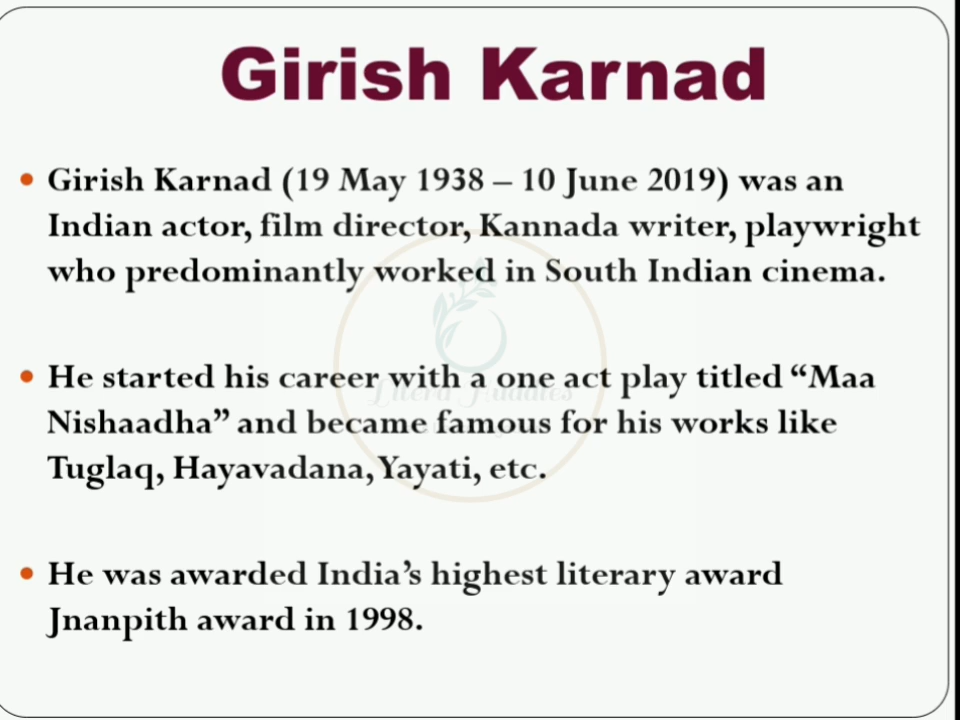 Girish Karnad
• Girish Karnad (19 May 1938 – 10 June 2019) was an
Indian actor, film director, Kannada writer, playwright
who predominantly worked in South Indian cinema.
• He started his career with a one act play titled “Maa
Nishaadha” and became famous for his works like
Tuglaq, Hayavadana, Yayati, etc.
• He was awarded India’s highest literary award
Jnanpith award in 1998.